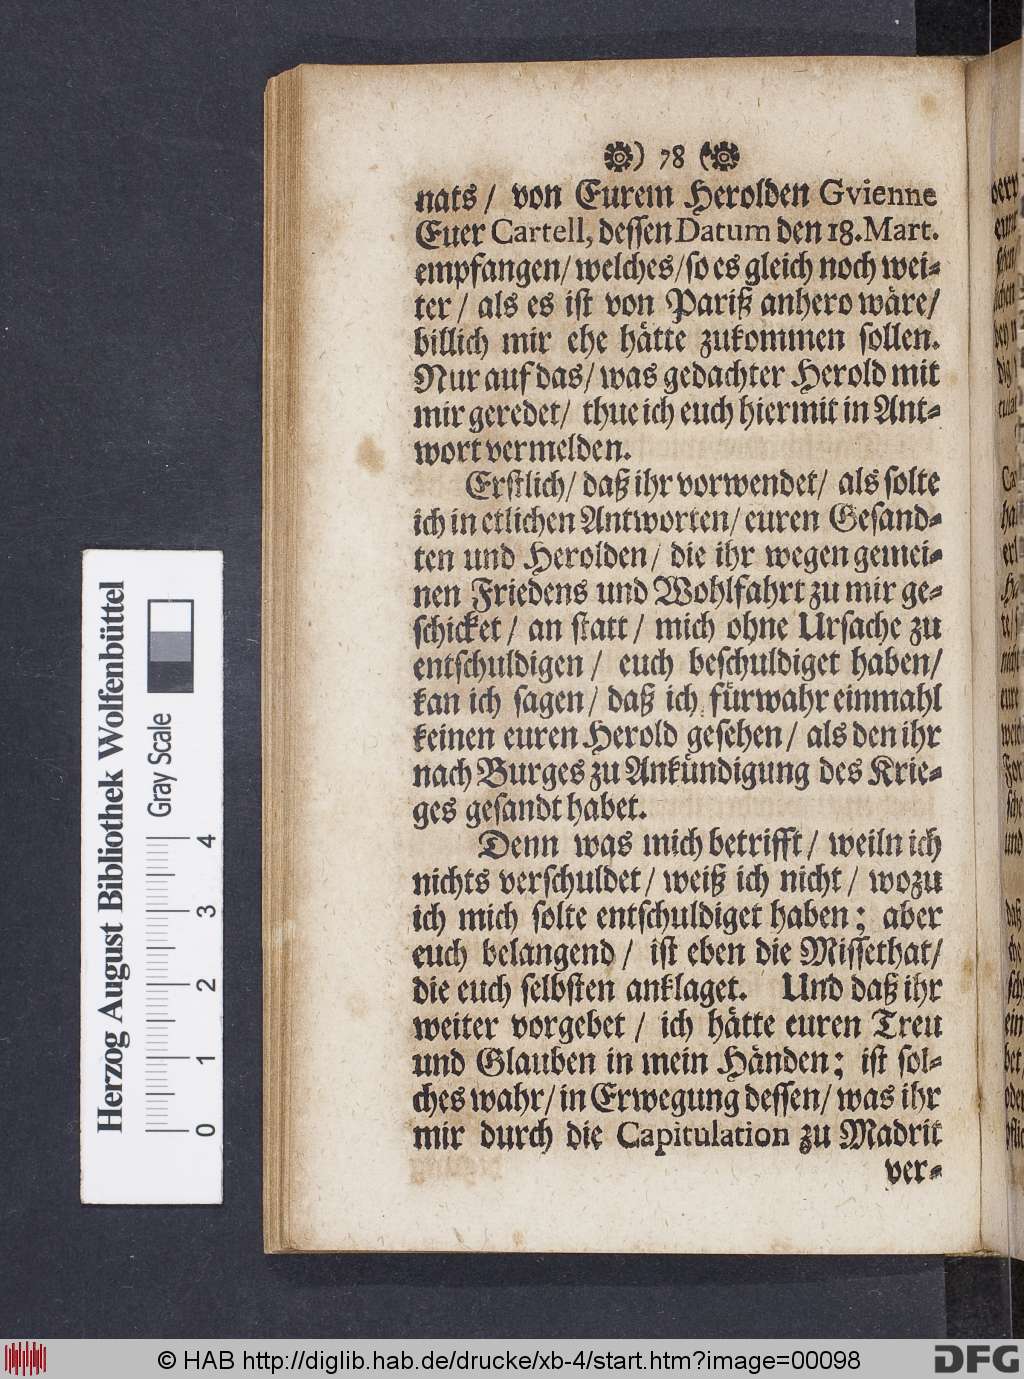 ) 78 (
nats / von Eurem Herolden Gvienne
Euer Cartell, dessen Datum den 18. Mart.
empfangen / welches / so es gleich noch wei-
ter / als es ist von Pariß anhero wäre /
billich mir ehe hätte zukommen sollen.
Nur auf das / was gedachter Herold mit
mir geredet / thue ich euch hiermit in Ant-
wort vermelden.
Erstlich / daß ihr vorwendet / als solte
ich in etlichen Antworten / euren Gesand-
ten und Herolden / die ihr wegen gemei-
nen Friedens und Wohlfahrt zu mir ge-
schicket / an statt / mich ohne Ursache zu
entschuldigen / euch beschuldiget haben /
kan ich sagen / daß ich fürwahr einmahl
keinen euren Herold gesehen / als den ihr
nach Burges zu Ankündigung des Krie-
ges gesandt habet.
Denn was mich betrifft / weiln ich
nichts verschuldet / weiß ich nicht / wozu
ich mich solte entschuldiget haben ; aber
euch belangend / ist eben die Missethat /
die euch selbsten anklaget. Und daß ihr
weiter vorgebet / ich hätte euren Treu
und Glauben in mein Händen ; ist sol-
ches wahr / in Erwegung dessen / was ihr
mir durch die Capitulation zu Madrit
ver-
Herzog August Bibliothek Wolfenbüttel
Gray Scale
0 1 2 3 4
© HAB http://diglib.hab.de/drucke/xb-4/start.htm?image=00098
DFG